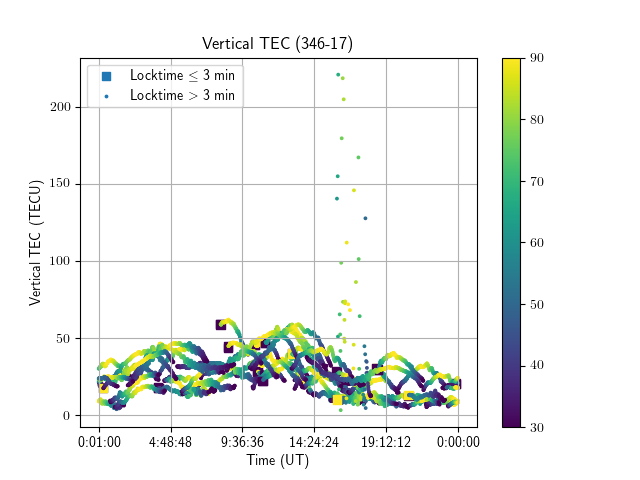 Vertical TEC (346-17)
Locktime ≤ 3 min
Locktime > 3 min
Vertical TEC (TECU)
200
150
100
50
0
0:01:00 4:48:48 9:36:36 14:24:24 19:12:12 0:00:00
Time (UT)
90
80
70
60
50
40
30